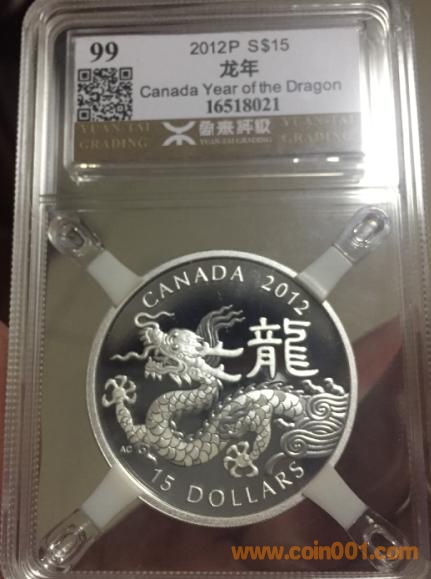 99
2012P S$15
龙年
Canada Year of the Dragon
16518021
YUAN-TAI
GRADING
YUAN-TAI GRADING
YUAN-TAI
GRADING
CANADA 2012
龍
AC
15 DOLLARS
www.coin001.com